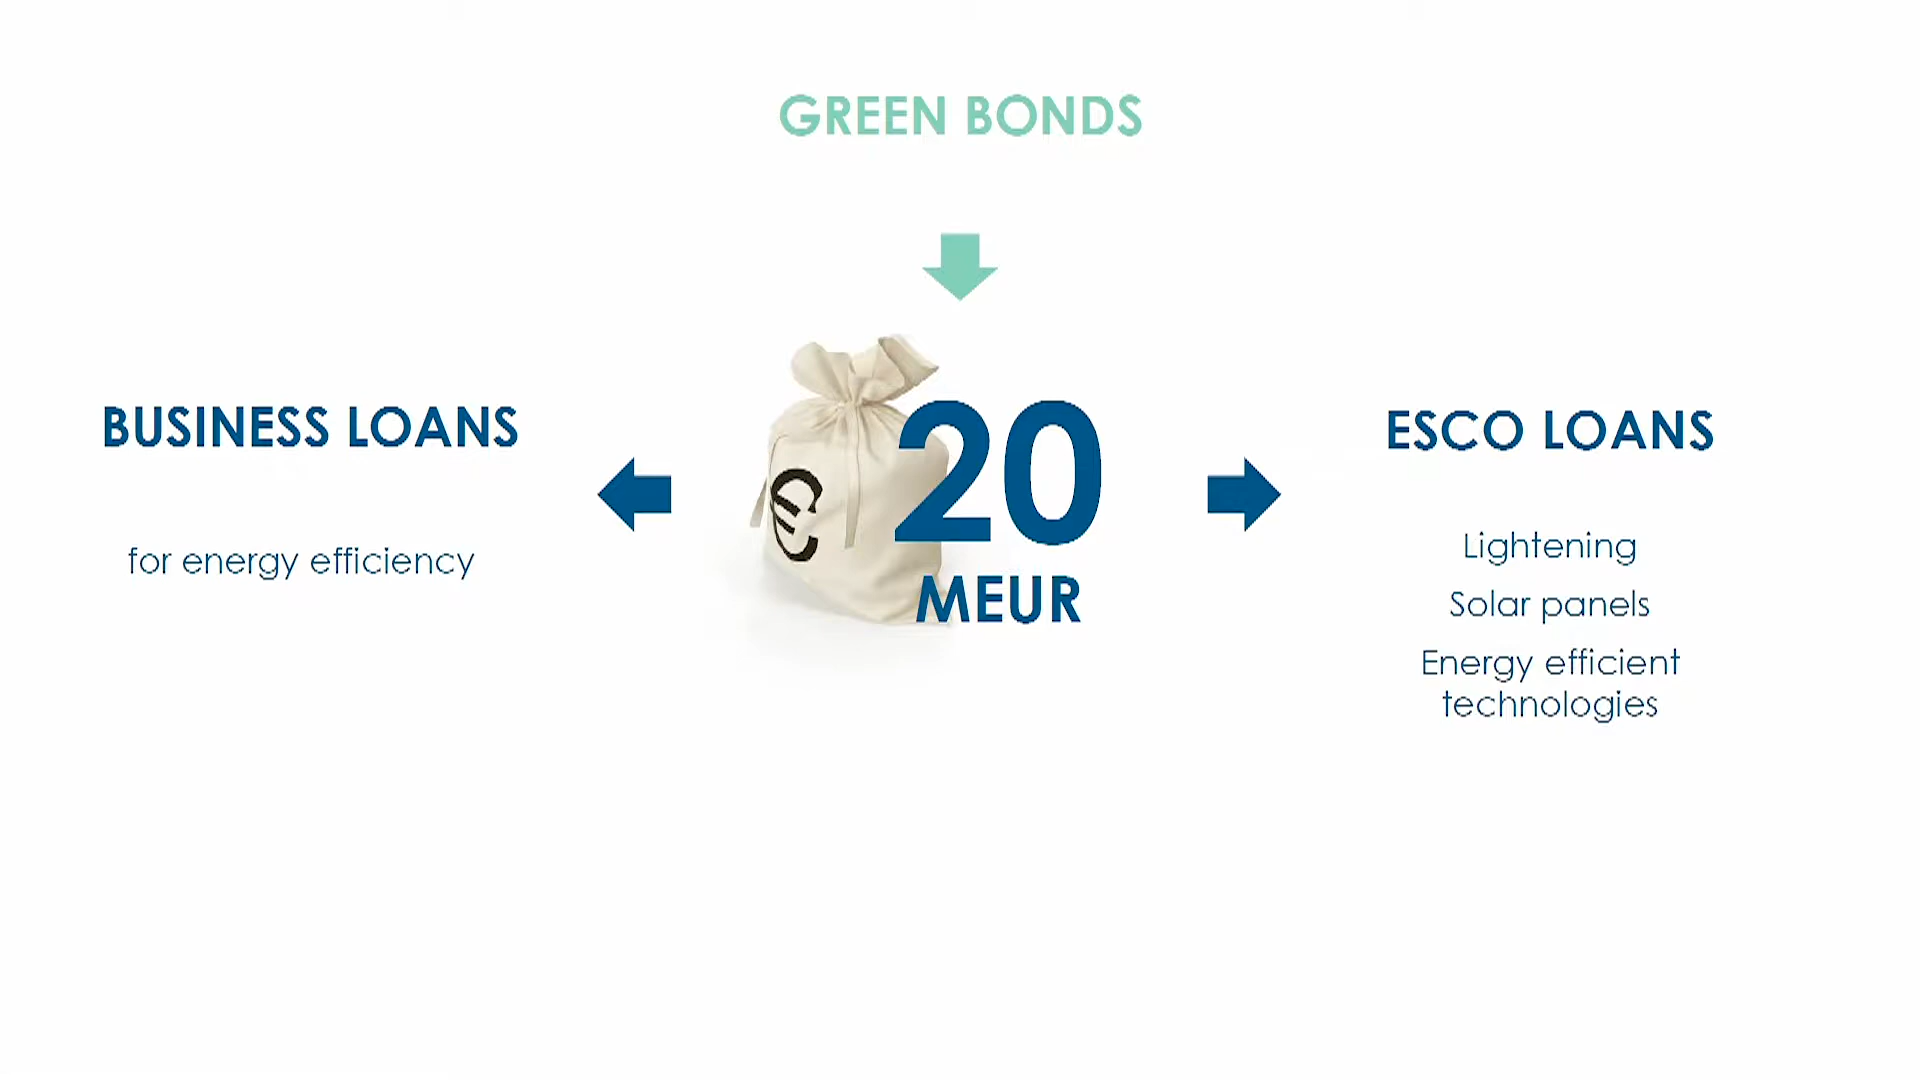 GREEN BONDS
BUSINESS LOANS
for energy efficiency
€
20
MEUR
ESCO LOANS
Lightening
Solar panels
Energy efficient
technologies